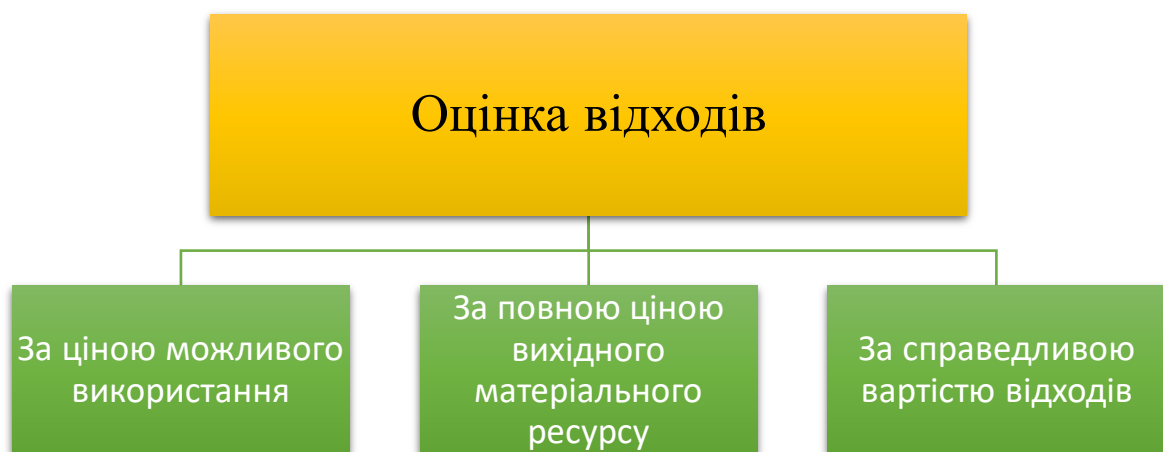 Оцінка відходів
За ціною можливого
використання
За повною ціною
вихідного
матеріального
ресурсу
За справедливою
вартістю відходів